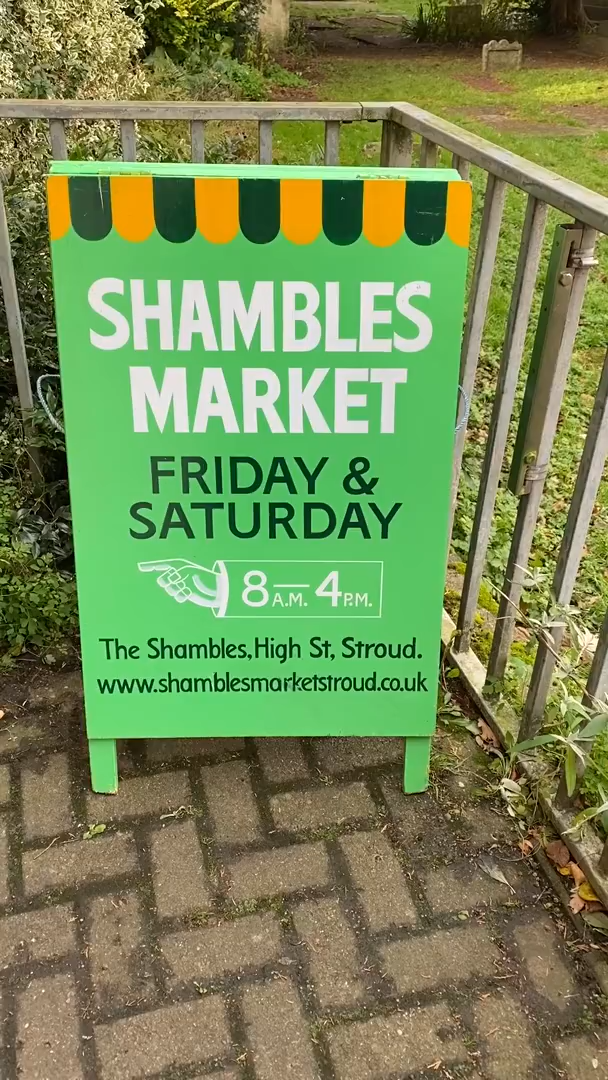 SHAMBLES
MARKET
FRIDAY &
SATURDAY
8 A.M. — 4 P.M.
The Shambles, High St, Stroud.
www.shamblesmarketstroud.co.uk